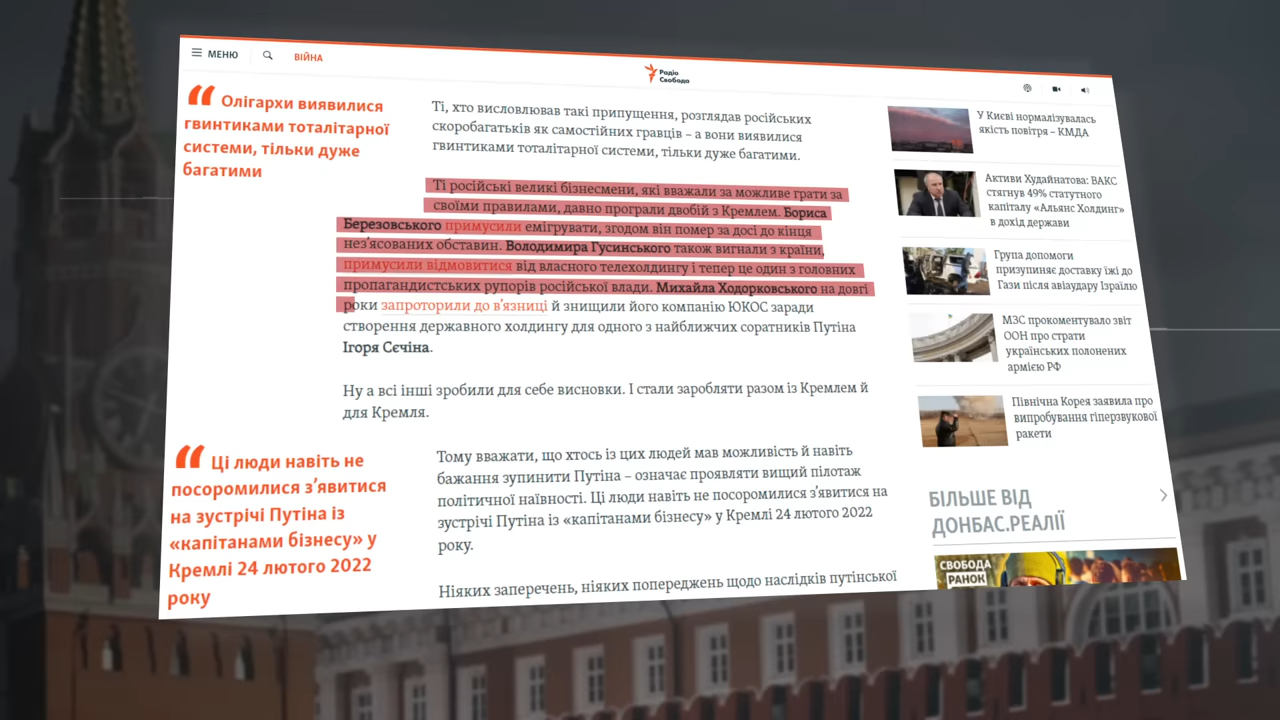 МЕНЮ
ВІЙНА
Радіо
Свобода
“ Олігархи виявилися
гвинтиками тоталітарної
системи, тільки дуже
багатими
Ті, хто висловлював такі припущення, розглядав російських
скоробагатьків як самостійних гравців – а вони виявилися
гвинтиками тоталітарної системи, тільки дуже багатими.
Ті російські великі бізнесмени, які вважали за можливе грати за
своїми правилами, давно програли двобій з Кремлем. Бориса
Березовського примусили емігрувати, згодом він помер за досі до кінця
нез’ясованих обставин. Володимира Гусинського також вигнали з країни,
примусили відмовитися від власного телехолдингу і тепер це один з головних
пропагандистських рупорів російської влади. Михайла Ходорковського на довгі
роки запроторили до в’язниці й знищили його компанію ЮКОС заради
створення державного холдингу для одного з найближчих соратників Путіна
Ігоря Сєчіна.
Ну а всі інші зробили для себе висновки. І стали заробляти разом із Кремлем й
для Кремля.
“ Ці люди навіть не
посоромилися з’явитися
на зустрічі Путіна із
«капітанами бізнесу» у
Кремлі 24 лютого 2022
року
Тому вважати, що хтось із цих людей мав можливість й навіть
бажання зупинити Путіна – означає проявляти вищий пілотаж
політичної наївності. Ці люди навіть не посоромилися з’явитися на
зустрічі Путіна із «капітанами бізнесу» у Кремлі 24 лютого 2022
року.
Ніяких заперечень, ніяких попереджень щодо наслідків путінської
У Києві нормалізувалась
якість повітря – КМДА
Активи Худайнатова: ВАКС
стягнув 49% статутного
капіталу «Альянс Холдинг»
в дохід держави
Група допомоги
призупиняє доставку їжі до
Гази після авіаудару Ізраїлю
МЗС прокоментувало звіт
ООН про страти
українських полонених
армією РФ
Північна Корея заявила про
випробування гіперзвукової
ракети
БІЛЬШЕ ВІД
ДОНБАС.РЕАЛІЇ
СВОБОДА
РАНОК